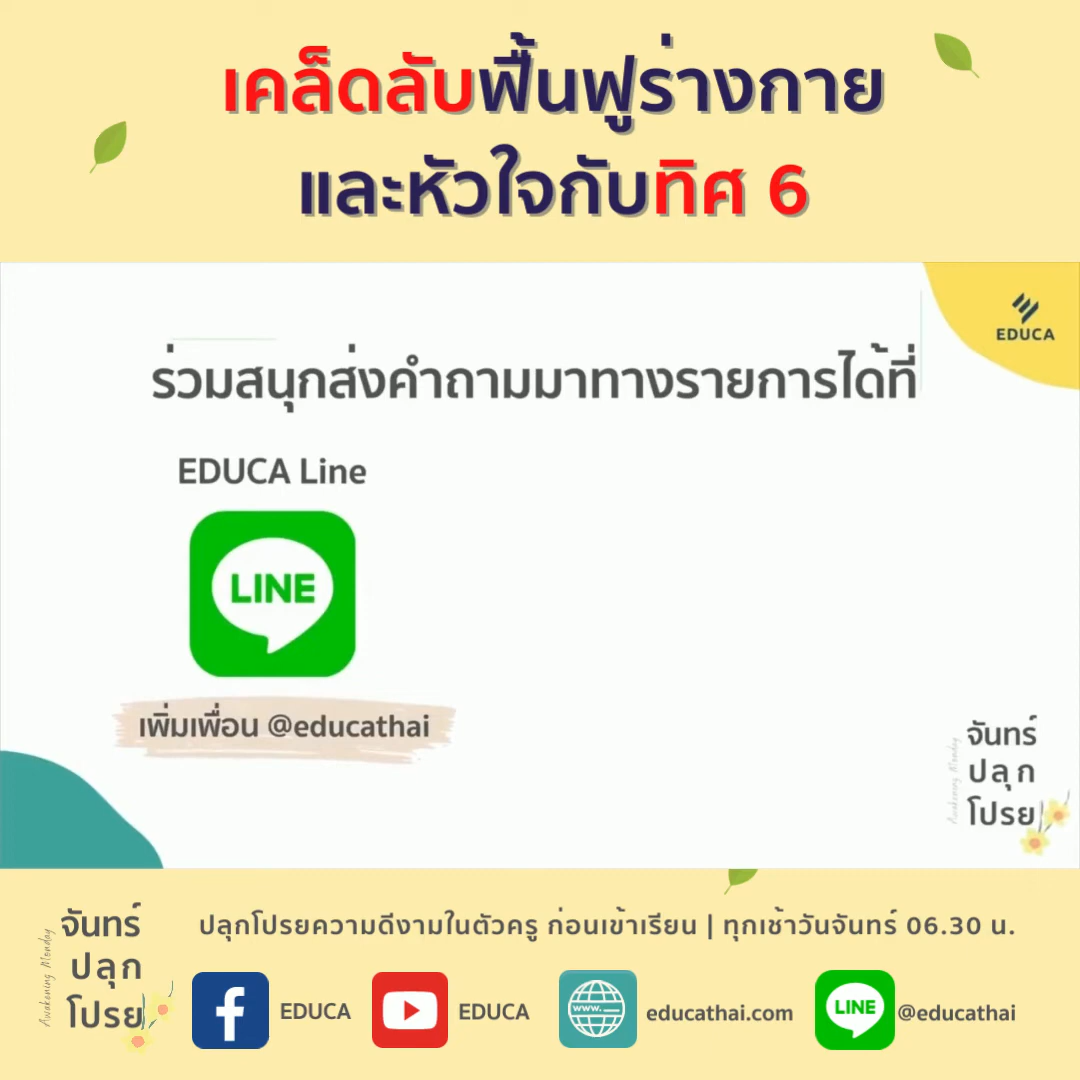 เคล็ดลับฟื้นฟูร่างกาย
และหัวใจกับทิศ 6
EDUCA
ร่วมสนุกส่งคำถามมาทางรายการได้ที่
EDUCA Line
LINE
เพิ่มเพื่อน @educathai
Awakening Monday
จันทร์
ปลุก
โปรย
Awakening Monday
จันทร์
ปลุก
โปรย
ปลุกโปรยความดีงามในตัวครู ก่อนเข้าเรียน | ทุกเช้าวันจันทร์ 06.30 น.
EDUCA
EDUCA
www.
educathai.com
LINE
@educathai